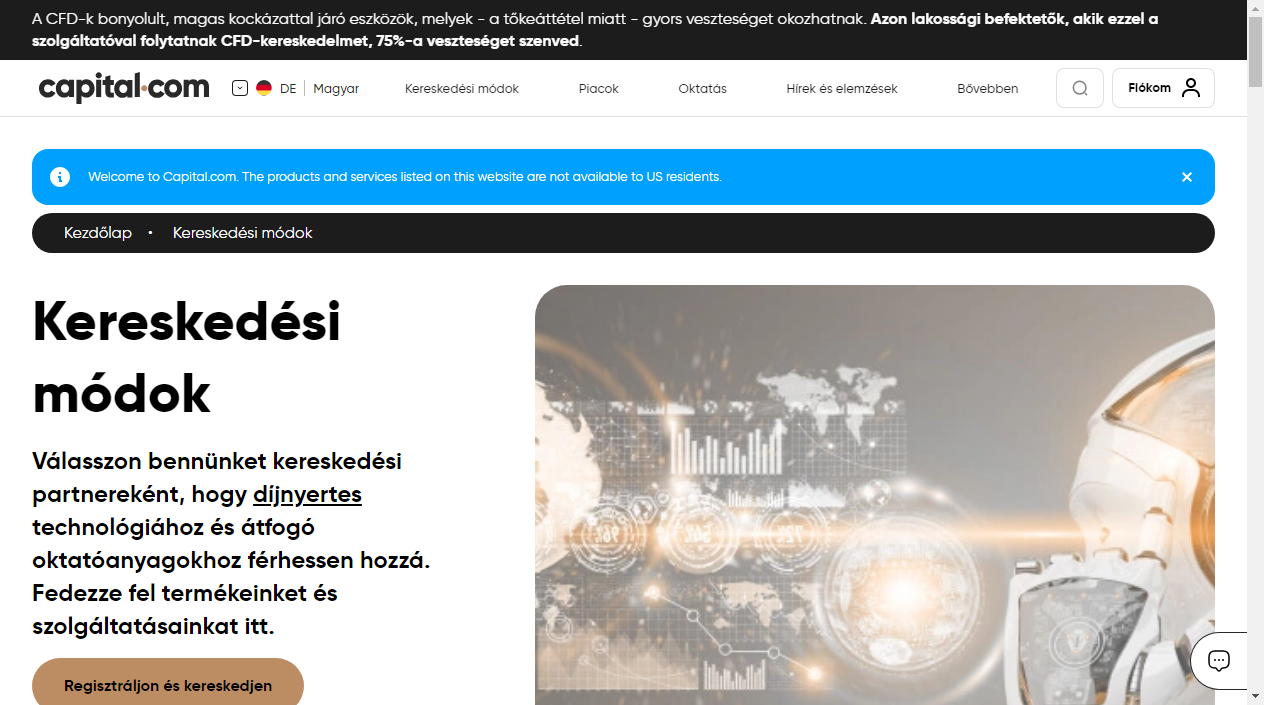 A CFD-k bonyolult, magas kockázattal járó eszközök, melyek - a tőkeáttétel miatt - gyors veszteséget okozhatnak. Azon lakossági befektetők, akik ezzel a
szolgáltatóval folytatnak CFD-kereskedelmet, 75%-a veszteséget szenved.
capital.com
DE
Magyar
Kereskedési módok
Piacok
Oktatás
Hírek és elemzések
Bővebben
Fiókom
Welcome to Capital.com. The products and services listed on this website are not available to US residents.
Kezdőlap • Kereskedési módok
Kereskedési
módok
Válasszon bennünket kereskedési
partnereként, hogy díjnyertes
technológiához és átfogó
oktatóanyagokhoz férhessen hozzá.
Fedezze fel termékeinket és
szolgáltatásainkat itt.
Regisztráljon és kereskedjen